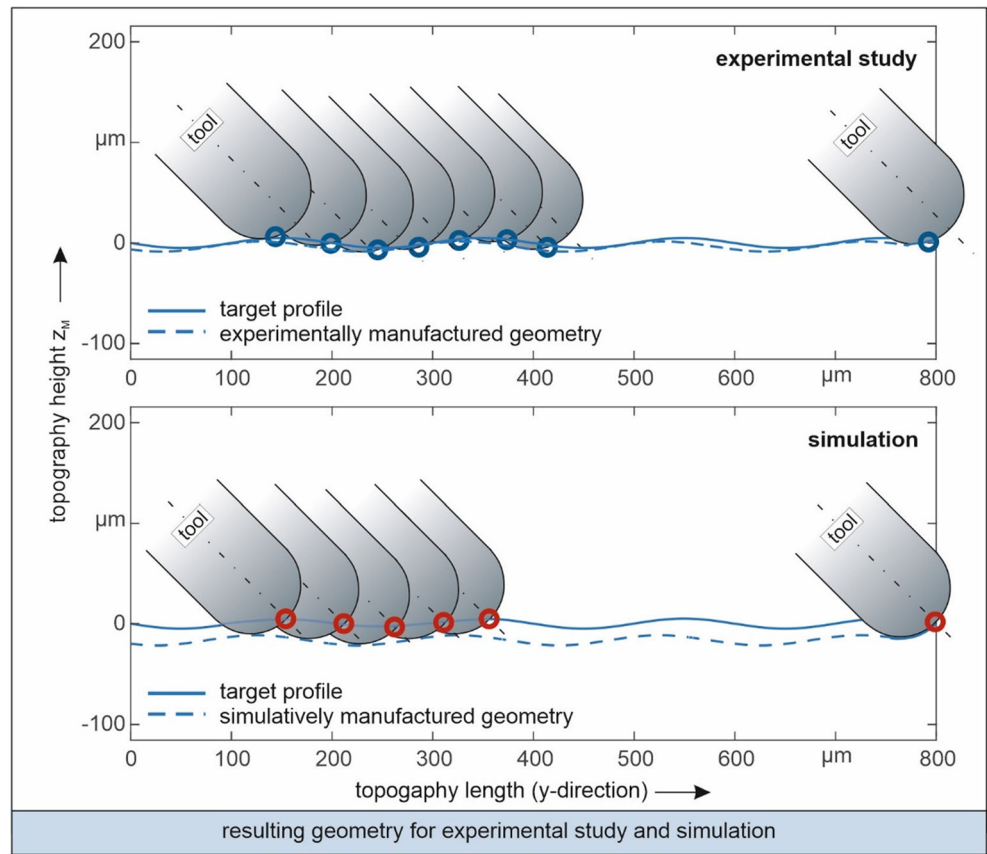 200
experimental study
tool
tool
µm
0
target profile
experimentally manufactured geometry
-100
0 100 200 300 400 500 600 µm 800
topography height z_M
200
simulation
tool
tool
µm
0
target profile
simulatively manufactured geometry
-100
0 100 200 300 400 500 600 µm 800
topogaphy length (y-direction)
resulting geometry for experimental study and simulation